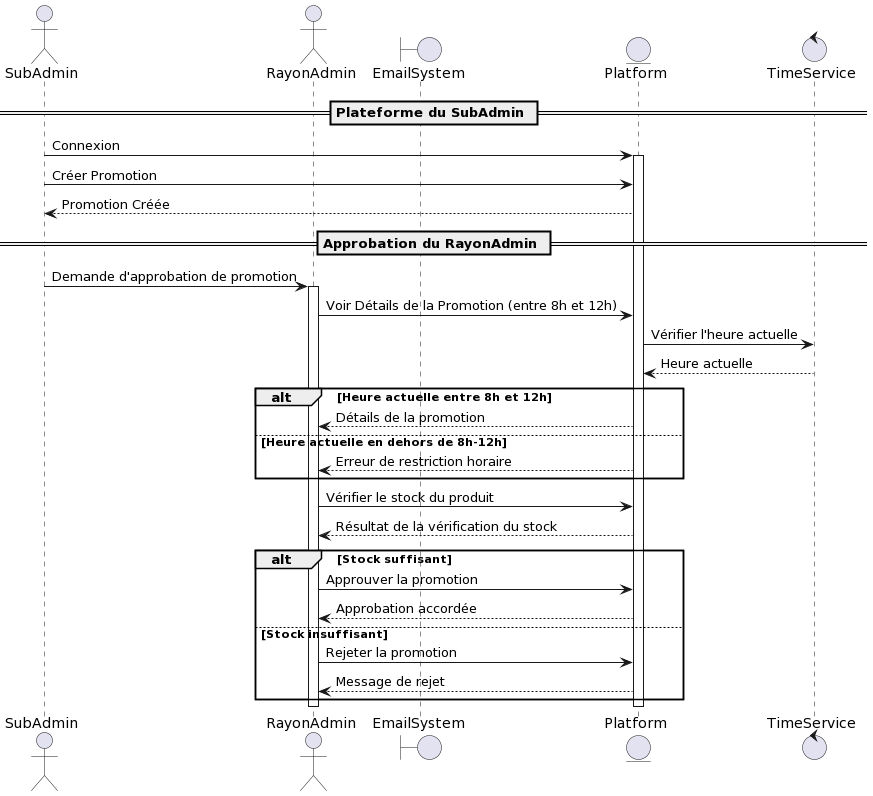 SubAdmin
RayonAdmin
EmailSystem
Platform
TimeService
Plateforme du SubAdmin
Connexion
Créer Promotion
Promotion Créée
Approbation du RayonAdmin
Demande d'approbation de promotion
Voir Détails de la Promotion (entre 8h et 12h)
Vérifier l'heure actuelle
Heure actuelle
alt [Heure actuelle entre 8h et 12h]
Détails de la promotion
[Heure actuelle en dehors de 8h-12h]
Erreur de restriction horaire
Vérifier le stock du produit
Résultat de la vérification du stock
alt [Stock suffisant]
Approuver la promotion
Approbation accordée
[Stock insuffisant]
Rejeter la promotion
Message de rejet
SubAdmin
RayonAdmin
EmailSystem
Platform
TimeService